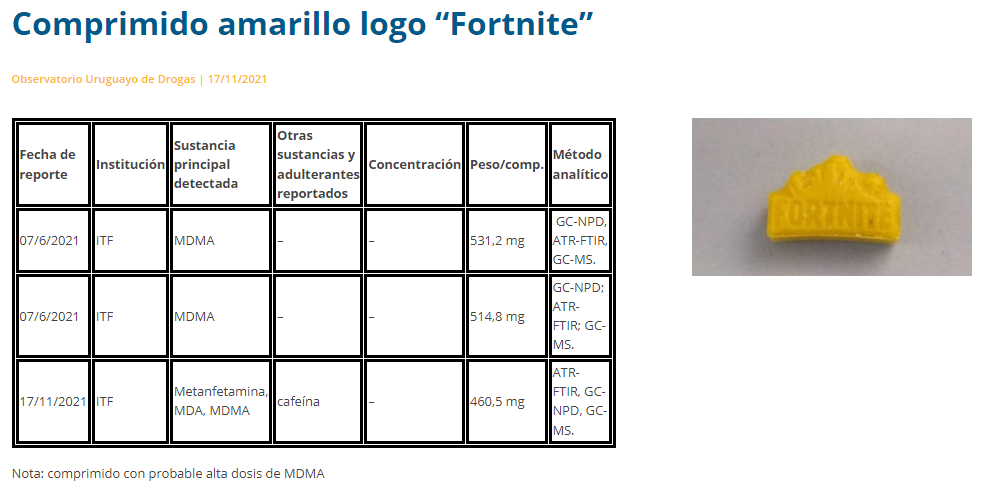 Comprimido amarillo logo “Fortnite”
Observatorio Uruguayo de Drogas | 17/11/2021
Fecha de
reporte
Institución
Sustancia
principal
detectada
Otras
sustancias y
adulterantes
reportados
Concentración
Peso/comp.
Método
analítico
07/6/2021
ITF
MDMA
–
–
531,2 mg
GC-NPD,
ATR-FTIR,
GC-MS.
07/6/2021
ITF
MDMA
–
–
514,8 mg
GC-NPD;
ATR-
FTIR; GC-
MS.
17/11/2021
ITF
Metanfetamina,
MDA, MDMA
cafeína
–
460,5 mg
ATR-
FTIR, GC-
NPD, GC-
MS.
FORTNITE
Nota: comprimido con probable alta dosis de MDMA